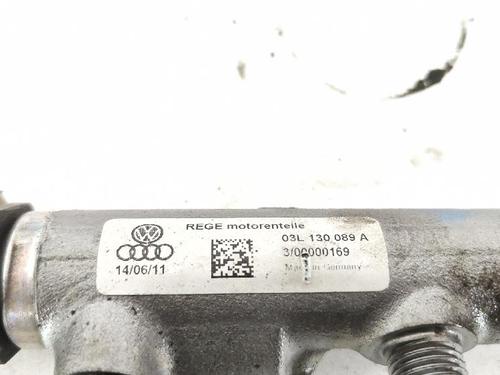 REGE motorenteile
03L 130 089 A
3/00000169
Made in Germany
14/06/11